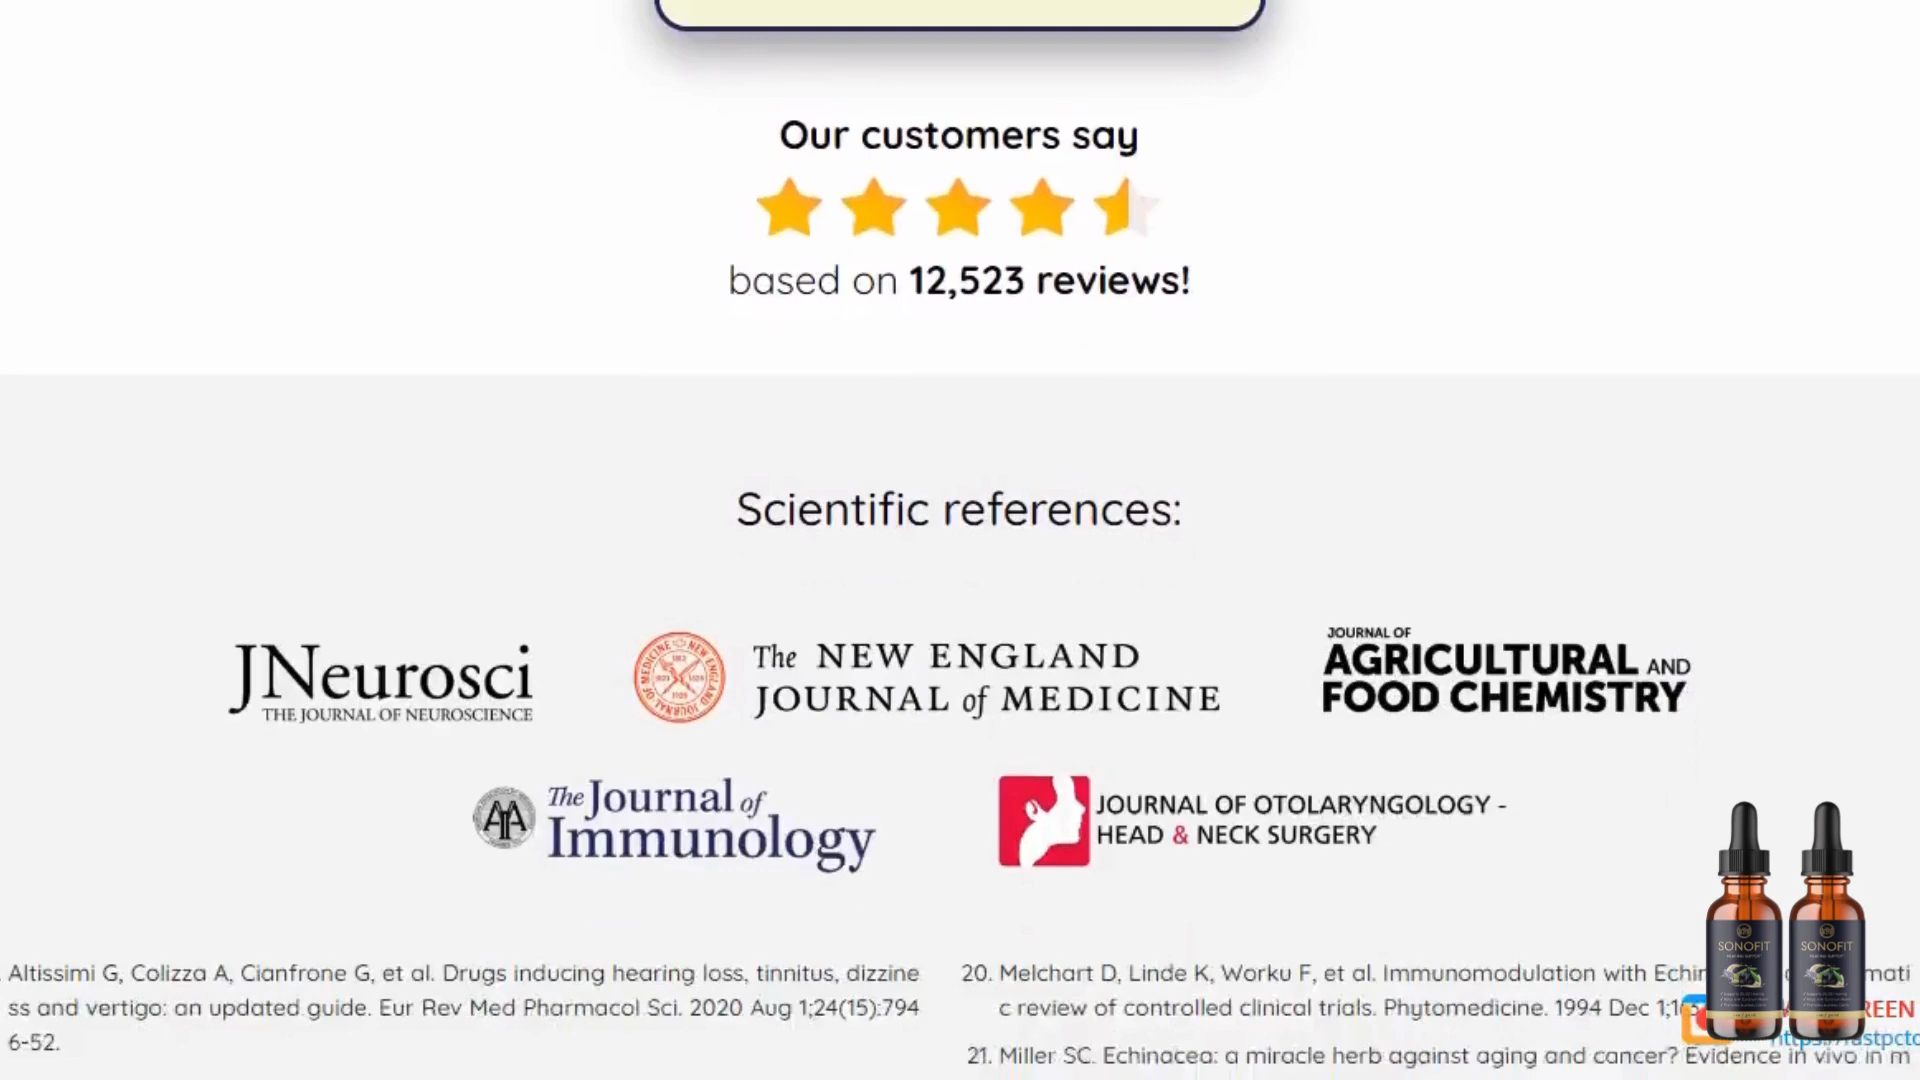 Our customers say
based on 12,523 reviews!
Scientific references:
JNeurosci
THE JOURNAL OF NEUROSCIENCE
The NEW ENGLAND
JOURNAL of MEDICINE
JOURNAL OF
AGRICULTURAL AND
FOOD CHEMISTRY
The Journal of
Immunology
JOURNAL OF OTOLARYNGOLOGY -
HEAD & NECK SURGERY
Altissimi G, Colizza A, Cianfrone G, et al. Drugs inducing hearing loss, tinnitus, dizzine
ss and vertigo: an updated guide. Eur Rev Med Pharmacol Sci. 2020 Aug 1;24(15):794
6-52.
20. Melchart D, Linde K, Worku F, et al. Immunomodulation with
c review of controlled clinical trials. Phytomedicine. 1994 Dec
21. Miller SC. Echinacea: a miracle herb against aging and cancer? Evidence in vivo in m
SONOFIT
SONOFIT